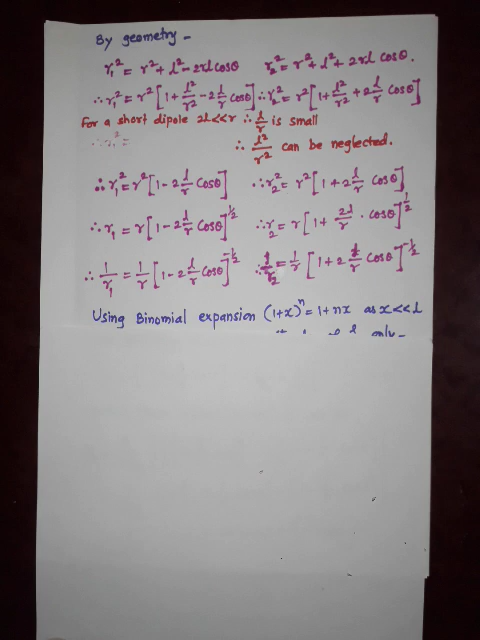 By geometry -
r₁² = r² + l² - 2rl cosθ r₂² = r² + l² + 2rl cosθ.
∴ r₁² = r² [1 + l²/r² - 2 l/r cosθ] ∴ r₂² = r² [1 + l²/r² + 2 l/r cosθ]
For a short dipole 2l << r ∴ l/r is small
∴ r₁² =
∴ l²/r² can be neglected.
∴ r₁² = r² [1 - 2 l/r cosθ] ∴ r₂² = r² [1 + 2 l/r cosθ]
∴ r₁ = r [1 - 2 l/r cosθ]^1/2 ∴ r₂ = r [1 + 2l/r · cosθ]^1/2
∴ 1/r₁ = 1/r [1 - 2 l/r cosθ]^-1/2 ∴ 1/r₂ = 1/r [1 + 2 l/r cosθ]^-1/2
Using Binomial expansion (1+x)ⁿ = 1 + nx as x << 1
only -